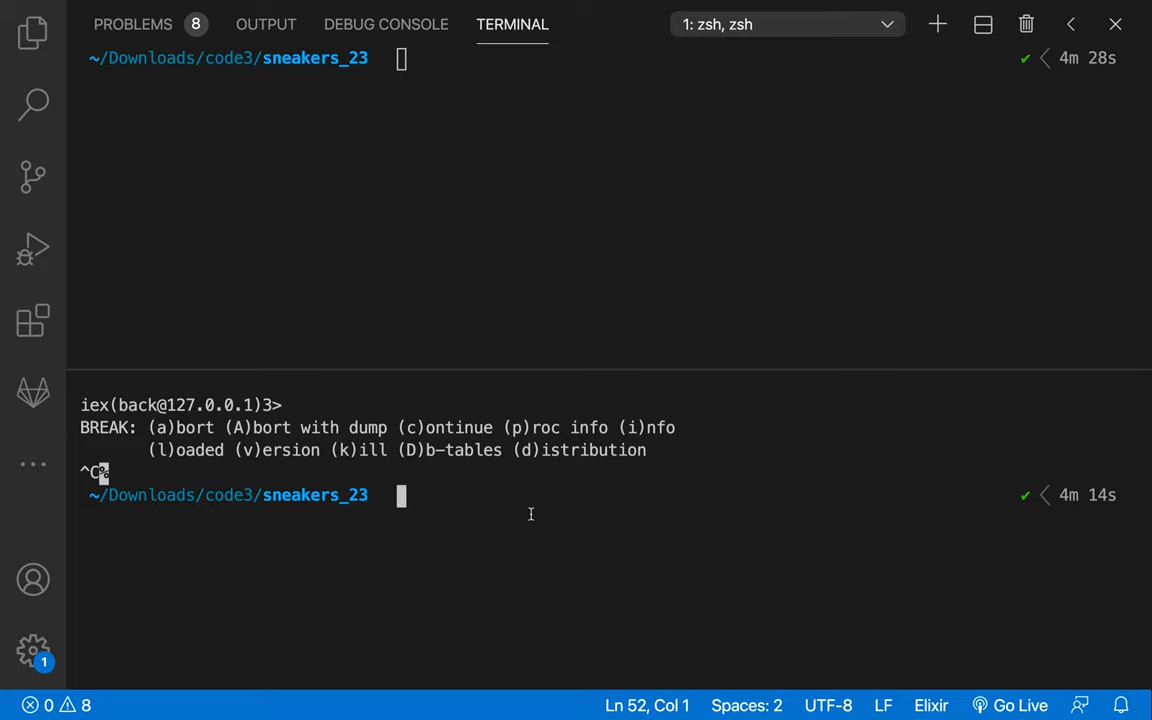 PROBLEMS 8 OUTPUT DEBUG CONSOLE TERMINAL 1: zsh, zsh
~/Downloads/code3/sneakers_23 ✔ 4m 28s
iex(back@127.0.0.1)3>
BREAK: (a)bort (A)bort with dump (c)ontinue (p)roc info (i)nfo
(l)oaded (v)ersion (k)ill (D)b-tables (d)istribution
^C%
~/Downloads/code3/sneakers_23 ✔ 4m 14s
1
0 8 Ln 52, Col 1 Spaces: 2 UTF-8 LF Elixir Go Live